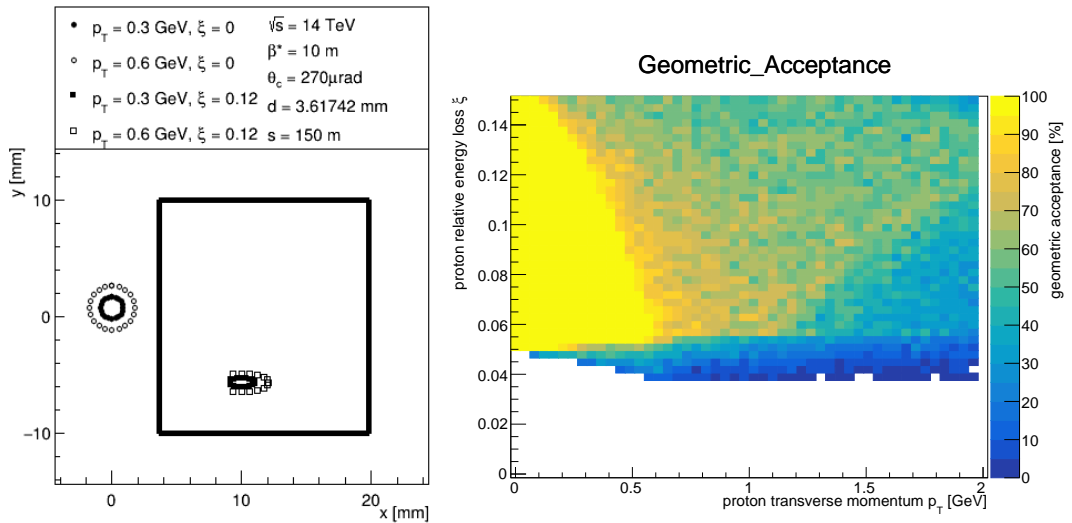 p_T = 0.3 GeV, ξ = 0
p_T = 0.6 GeV, ξ = 0
p_T = 0.3 GeV, ξ = 0.12
p_T = 0.6 GeV, ξ = 0.12
√s = 14 TeV
β* = 10 m
θ_c = 270μrad
d = 3.61742 mm
s = 150 m
y [mm]
10
0
−10
0
10
20
x [mm]
Geometric_Acceptance
proton relative energy loss ξ
0.14
0.12
0.1
0.08
0.06
0.04
0.02
0
0
0.5
1
1.5
2
proton transverse momentum p_T [GeV]
100
90
80
70
60
50
40
30
20
10
0
geometric acceptance [%]